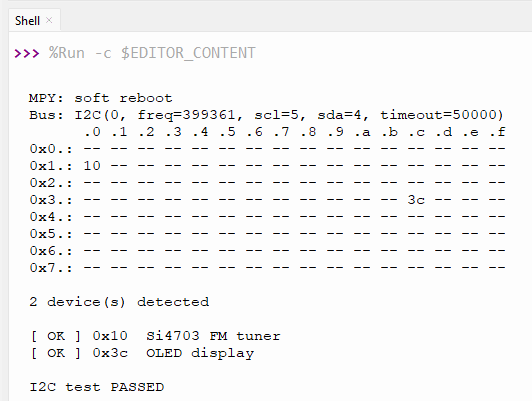 Shell ×
>>> %Run -c $EDITOR_CONTENT
MPY: soft reboot
Bus: I2C(0, freq=399361, scl=5, sda=4, timeout=50000)
.0 .1 .2 .3 .4 .5 .6 .7 .8 .9 .a .b .c .d .e .f
0x0.: -- -- -- -- -- -- -- -- -- -- -- -- -- -- -- --
0x1.: 10 -- -- -- -- -- -- -- -- -- -- -- -- -- -- --
0x2.: -- -- -- -- -- -- -- -- -- -- -- -- -- -- -- --
0x3.: -- -- -- -- -- -- -- -- -- -- -- -- 3c -- -- --
0x4.: -- -- -- -- -- -- -- -- -- -- -- -- -- -- -- --
0x5.: -- -- -- -- -- -- -- -- -- -- -- -- -- -- -- --
0x6.: -- -- -- -- -- -- -- -- -- -- -- -- -- -- -- --
0x7.: -- -- -- -- -- -- -- -- -- -- -- -- -- -- -- --
2 device(s) detected
[ OK ] 0x10 Si4703 FM tuner
[ OK ] 0x3c OLED display
I2C test PASSED